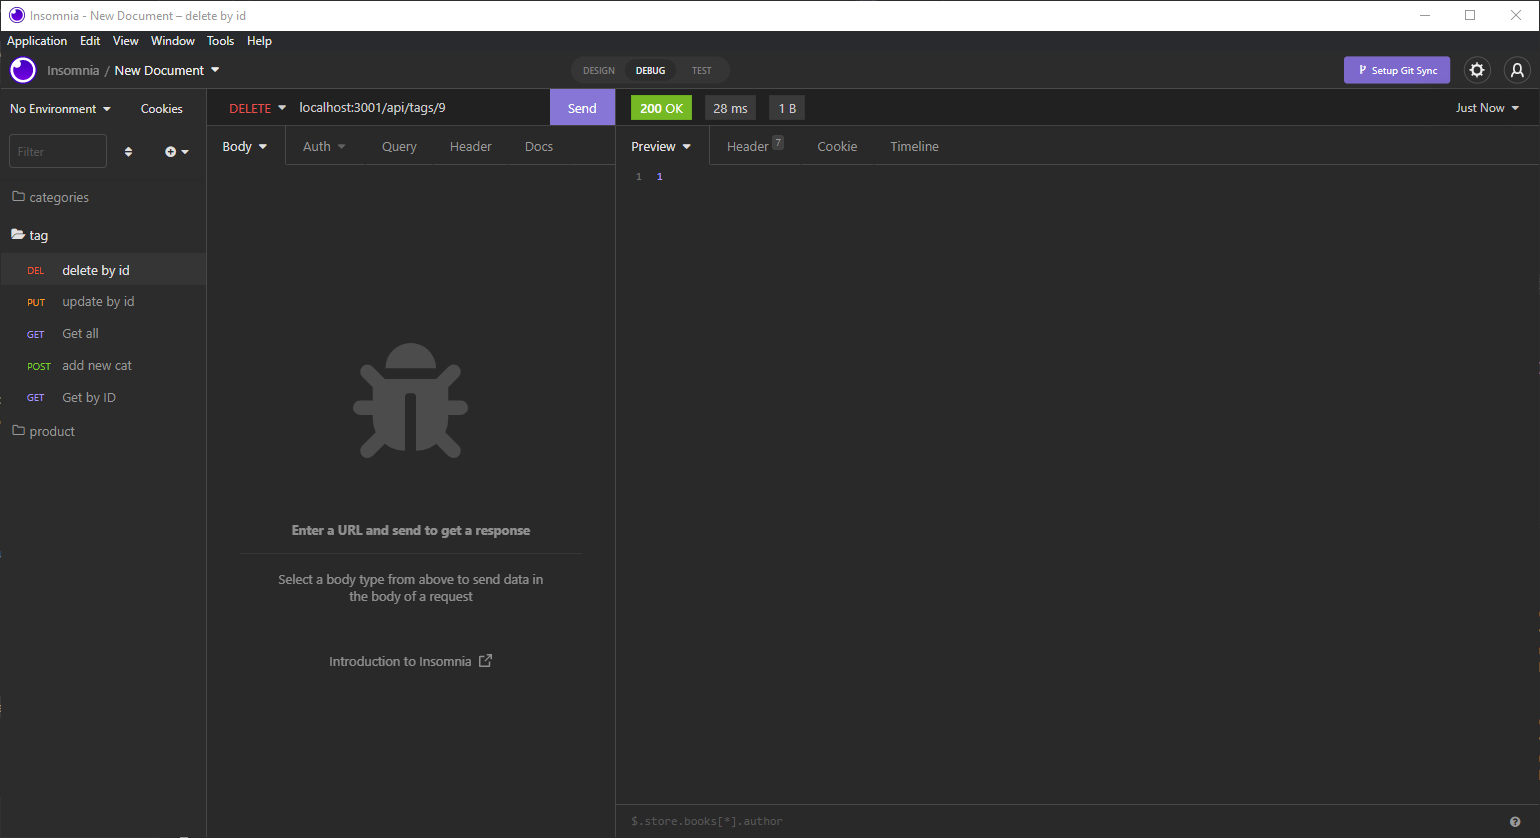 Insomnia - New Document – delete by id
Application Edit View Window Tools Help
Insomnia / New Document
DESIGN DEBUG TEST
Setup Git Sync
No Environment Cookies
DELETE localhost:3001/api/tags/9 Send
200 OK 28 ms 1 B
Just Now
Filter
Body Auth Query Header Docs
Preview Header 7 Cookie Timeline
1 1
categories
tag
DEL delete by id
PUT update by id
GET Get all
POST add new cat
GET Get by ID
product
Enter a URL and send to get a response
Select a body type from above to send data in
the body of a request
Introduction to Insomnia
$.store.books[*].author